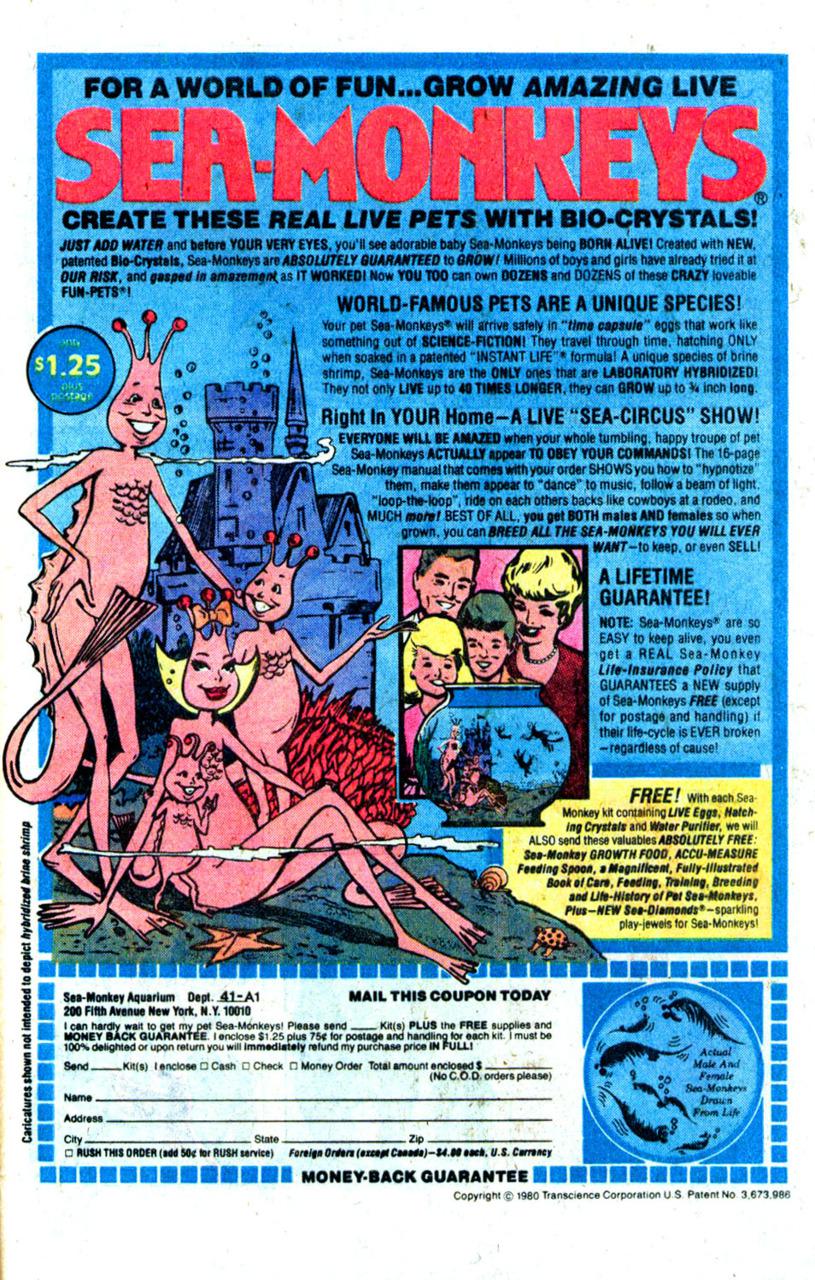 FOR A WORLD OF FUN...GROW AMAZING LIVE
SEA-MONKEYS®
CREATE THESE REAL LIVE PETS WITH BIO-CRYSTALS!
JUST ADD WATER and before YOUR VERY EYES, you'll see adorable baby Sea-Monkeys being BORN ALIVE! Created with NEW,
patented Bio-Crystals, Sea-Monkeys are ABSOLUTELY GUARANTEED to GROW! Millions of boys and girls have already tried it at
OUR RISK, and gasped in amazement as IT WORKED! Now YOU TOO can own DOZENS and DOZENS of these CRAZY loveable
FUN-PETS®!
only
$1.25
plus
postage
WORLD-FAMOUS PETS ARE A UNIQUE SPECIES!
Your pet Sea-Monkeys® will arrive safely in "time capsule" eggs that work like
something out of SCIENCE-FICTION! They travel through time, hatching ONLY
when soaked in a patented "INSTANT LIFE"® formula! A unique species of brine
shrimp, Sea-Monkeys are the ONLY ones that are LABORATORY HYBRIDIZED!
They not only LIVE up to 40 TIMES LONGER, they can GROW up to ¾ inch long.
Right In YOUR Home—A LIVE "SEA-CIRCUS" SHOW!
EVERYONE WILL BE AMAZED when your whole tumbling, happy troupe of pet
Sea-Monkeys ACTUALLY appear TO OBEY YOUR COMMANDS! The 16-page
Sea-Monkey manual that comes with your order SHOWS you how to "hypnotize"
them, make them appear to "dance" to music, follow a beam of light,
"loop-the-loop", ride on each others backs like cowboys at a rodeo, and
MUCH more! BEST OF ALL, you get BOTH males AND females so when
grown, you can BREED ALL THE SEA-MONKEYS YOU WILL EVER
WANT—to keep, or even SELL!
A LIFETIME
GUARANTEE!
NOTE: Sea-Monkeys® are so
EASY to keep alive, you even
get a REAL Sea-Monkey
Life-Insurance Policy that
GUARANTEES a NEW supply
of Sea-Monkeys FREE (except
for postage and handling) if
their life-cycle is EVER broken
—regardless of cause!
FREE! With each Sea-
Monkey kit containing LIVE Eggs, Hatch-
ing Crystals and Water Purifier, we will
ALSO send these valuables ABSOLUTELY FREE:
Sea-Monkey GROWTH FOOD, ACCU-MEASURE
Feeding Spoon, a Magnificent, Fully-Illustrated
Book of Care, Feeding, Training, Breeding
and Life-History of Pet Sea-Monkeys,
Plus—NEW Sea-Diamonds®—sparkling
play-jewels for Sea-Monkeys!
Caricatures shown not intended to depict hybridized brine shrimp
Sea-Monkey Aquarium Dept. 41-A1
200 Fifth Avenue New York, N.Y. 10010
MAIL THIS COUPON TODAY
I can hardly wait to get my pet Sea-Monkeys! Please send ____ Kit(s) PLUS the FREE supplies and
MONEY BACK GUARANTEE. I enclose $1.25 plus 75¢ for postage and handling for each kit. I must be
100% delighted or upon return you will immediately refund my purchase price IN FULL!
Send ____ Kit(s) I enclose □ Cash □ Check □ Money Order Total amount enclosed $ ________
(No C.O.D. orders please)
Name ________
Address ________
City ________ State ________ Zip ________
□ RUSH THIS ORDER (add 50¢ for RUSH service) Foreign Orders (except Canada)—$4.00 each, U.S. Currency
Actual
Male And
Female
Sea-Monkeys
Drawn
From Life
MONEY-BACK GUARANTEE
Copyright © 1980 Transcience Corporation U.S. Patent No. 3,673,986